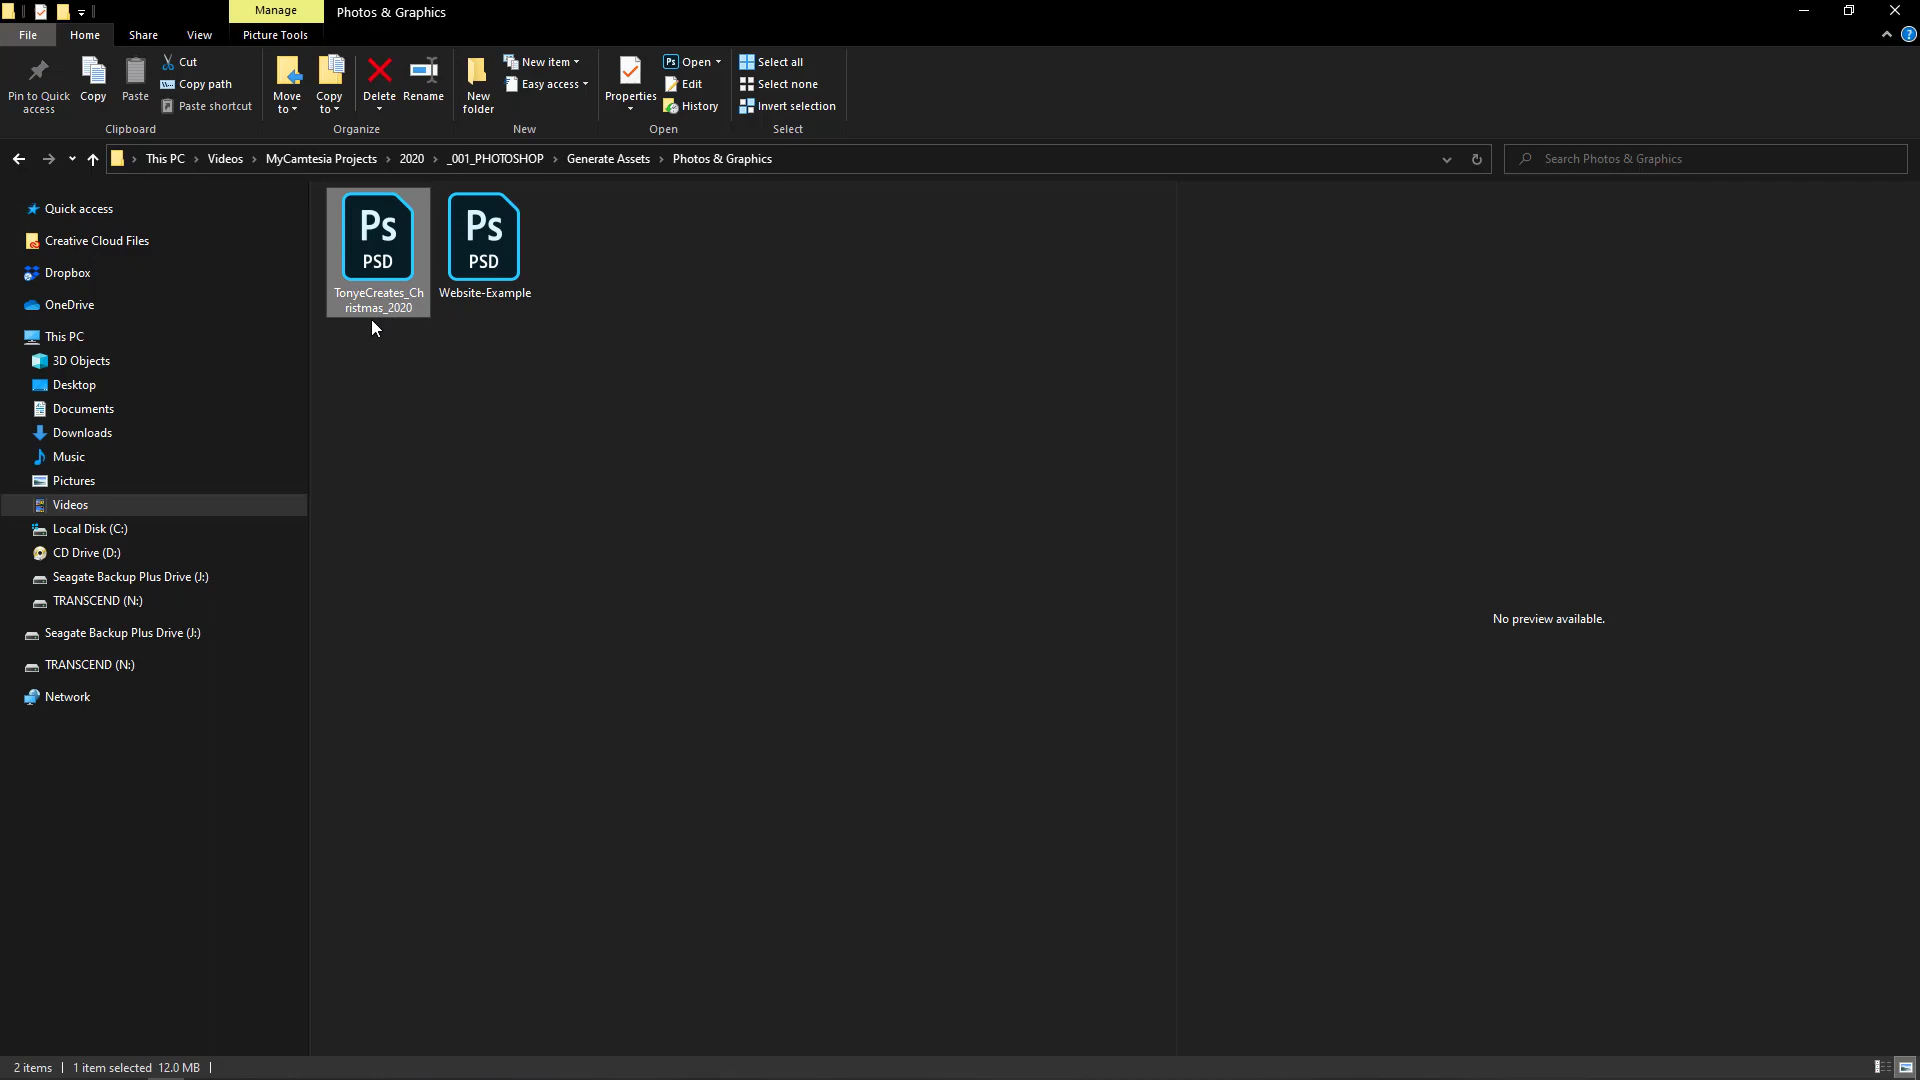 Manage
Photos & Graphics
File
Home
Share
View
Picture Tools
Pin to Quick
access
Copy
Paste
Cut
Copy path
Paste shortcut
Clipboard
Move
to
Copy
to
Delete
Rename
Organize
New
folder
New item
Easy access
New
Properties
Ps Open
Edit
History
Open
Select all
Select none
Invert selection
Select
This PC
Videos
MyCamtesia Projects
2020
_001_PHOTOSHOP
Generate Assets
Photos & Graphics
Search Photos & Graphics
Quick access
Creative Cloud Files
Dropbox
OneDrive
This PC
3D Objects
Desktop
Documents
Downloads
Music
Pictures
Videos
Local Disk (C:)
CD Drive (D:)
Seagate Backup Plus Drive (J:)
TRANSCEND (N:)
Seagate Backup Plus Drive (J:)
TRANSCEND (N:)
Network
Ps
PSD
TonyeCreates_Ch
ristmas_2020
Ps
PSD
Website-Example
No preview available.
2 items
1 item selected 12.0 MB